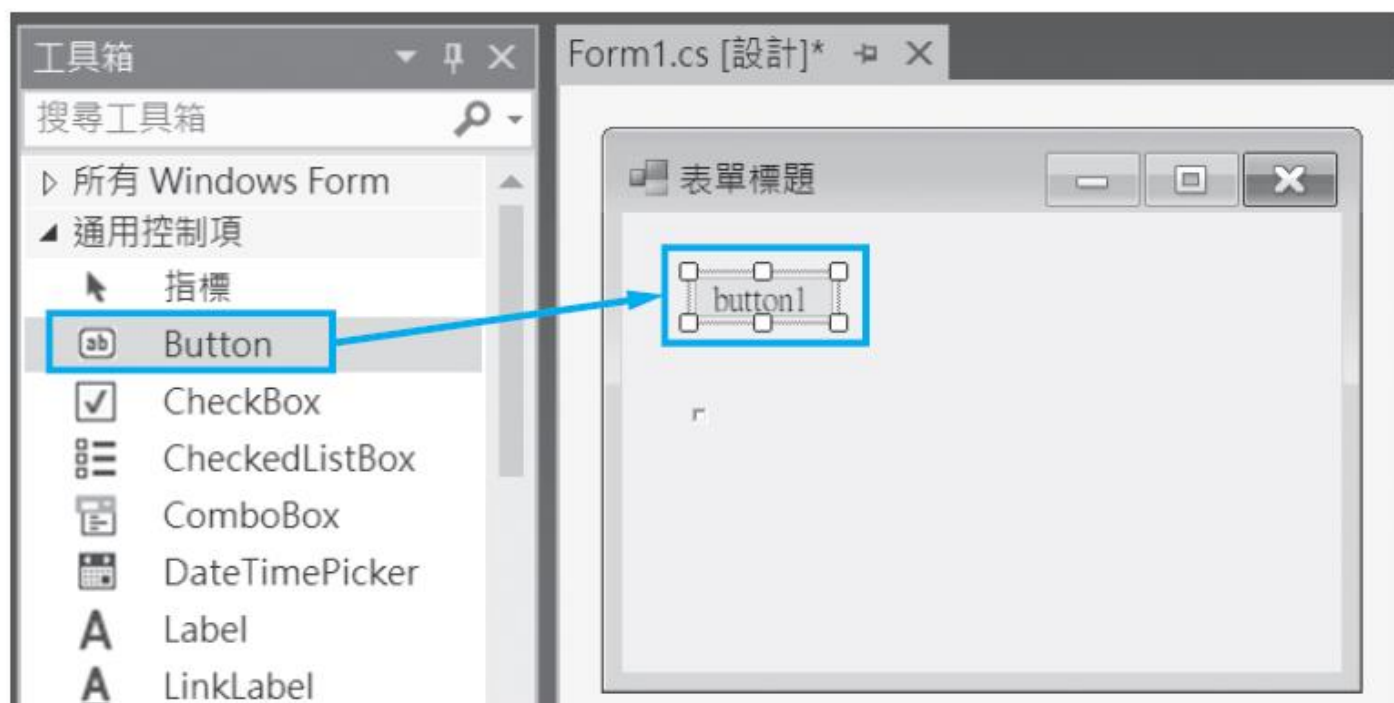 工具箱
搜尋工具箱
所有 Windows Form
通用控制項
指標
Button
CheckBox
CheckedListBox
ComboBox
DateTimePicker
Label
LinkLabel
Form1.cs [設計]*
表單標題
button1